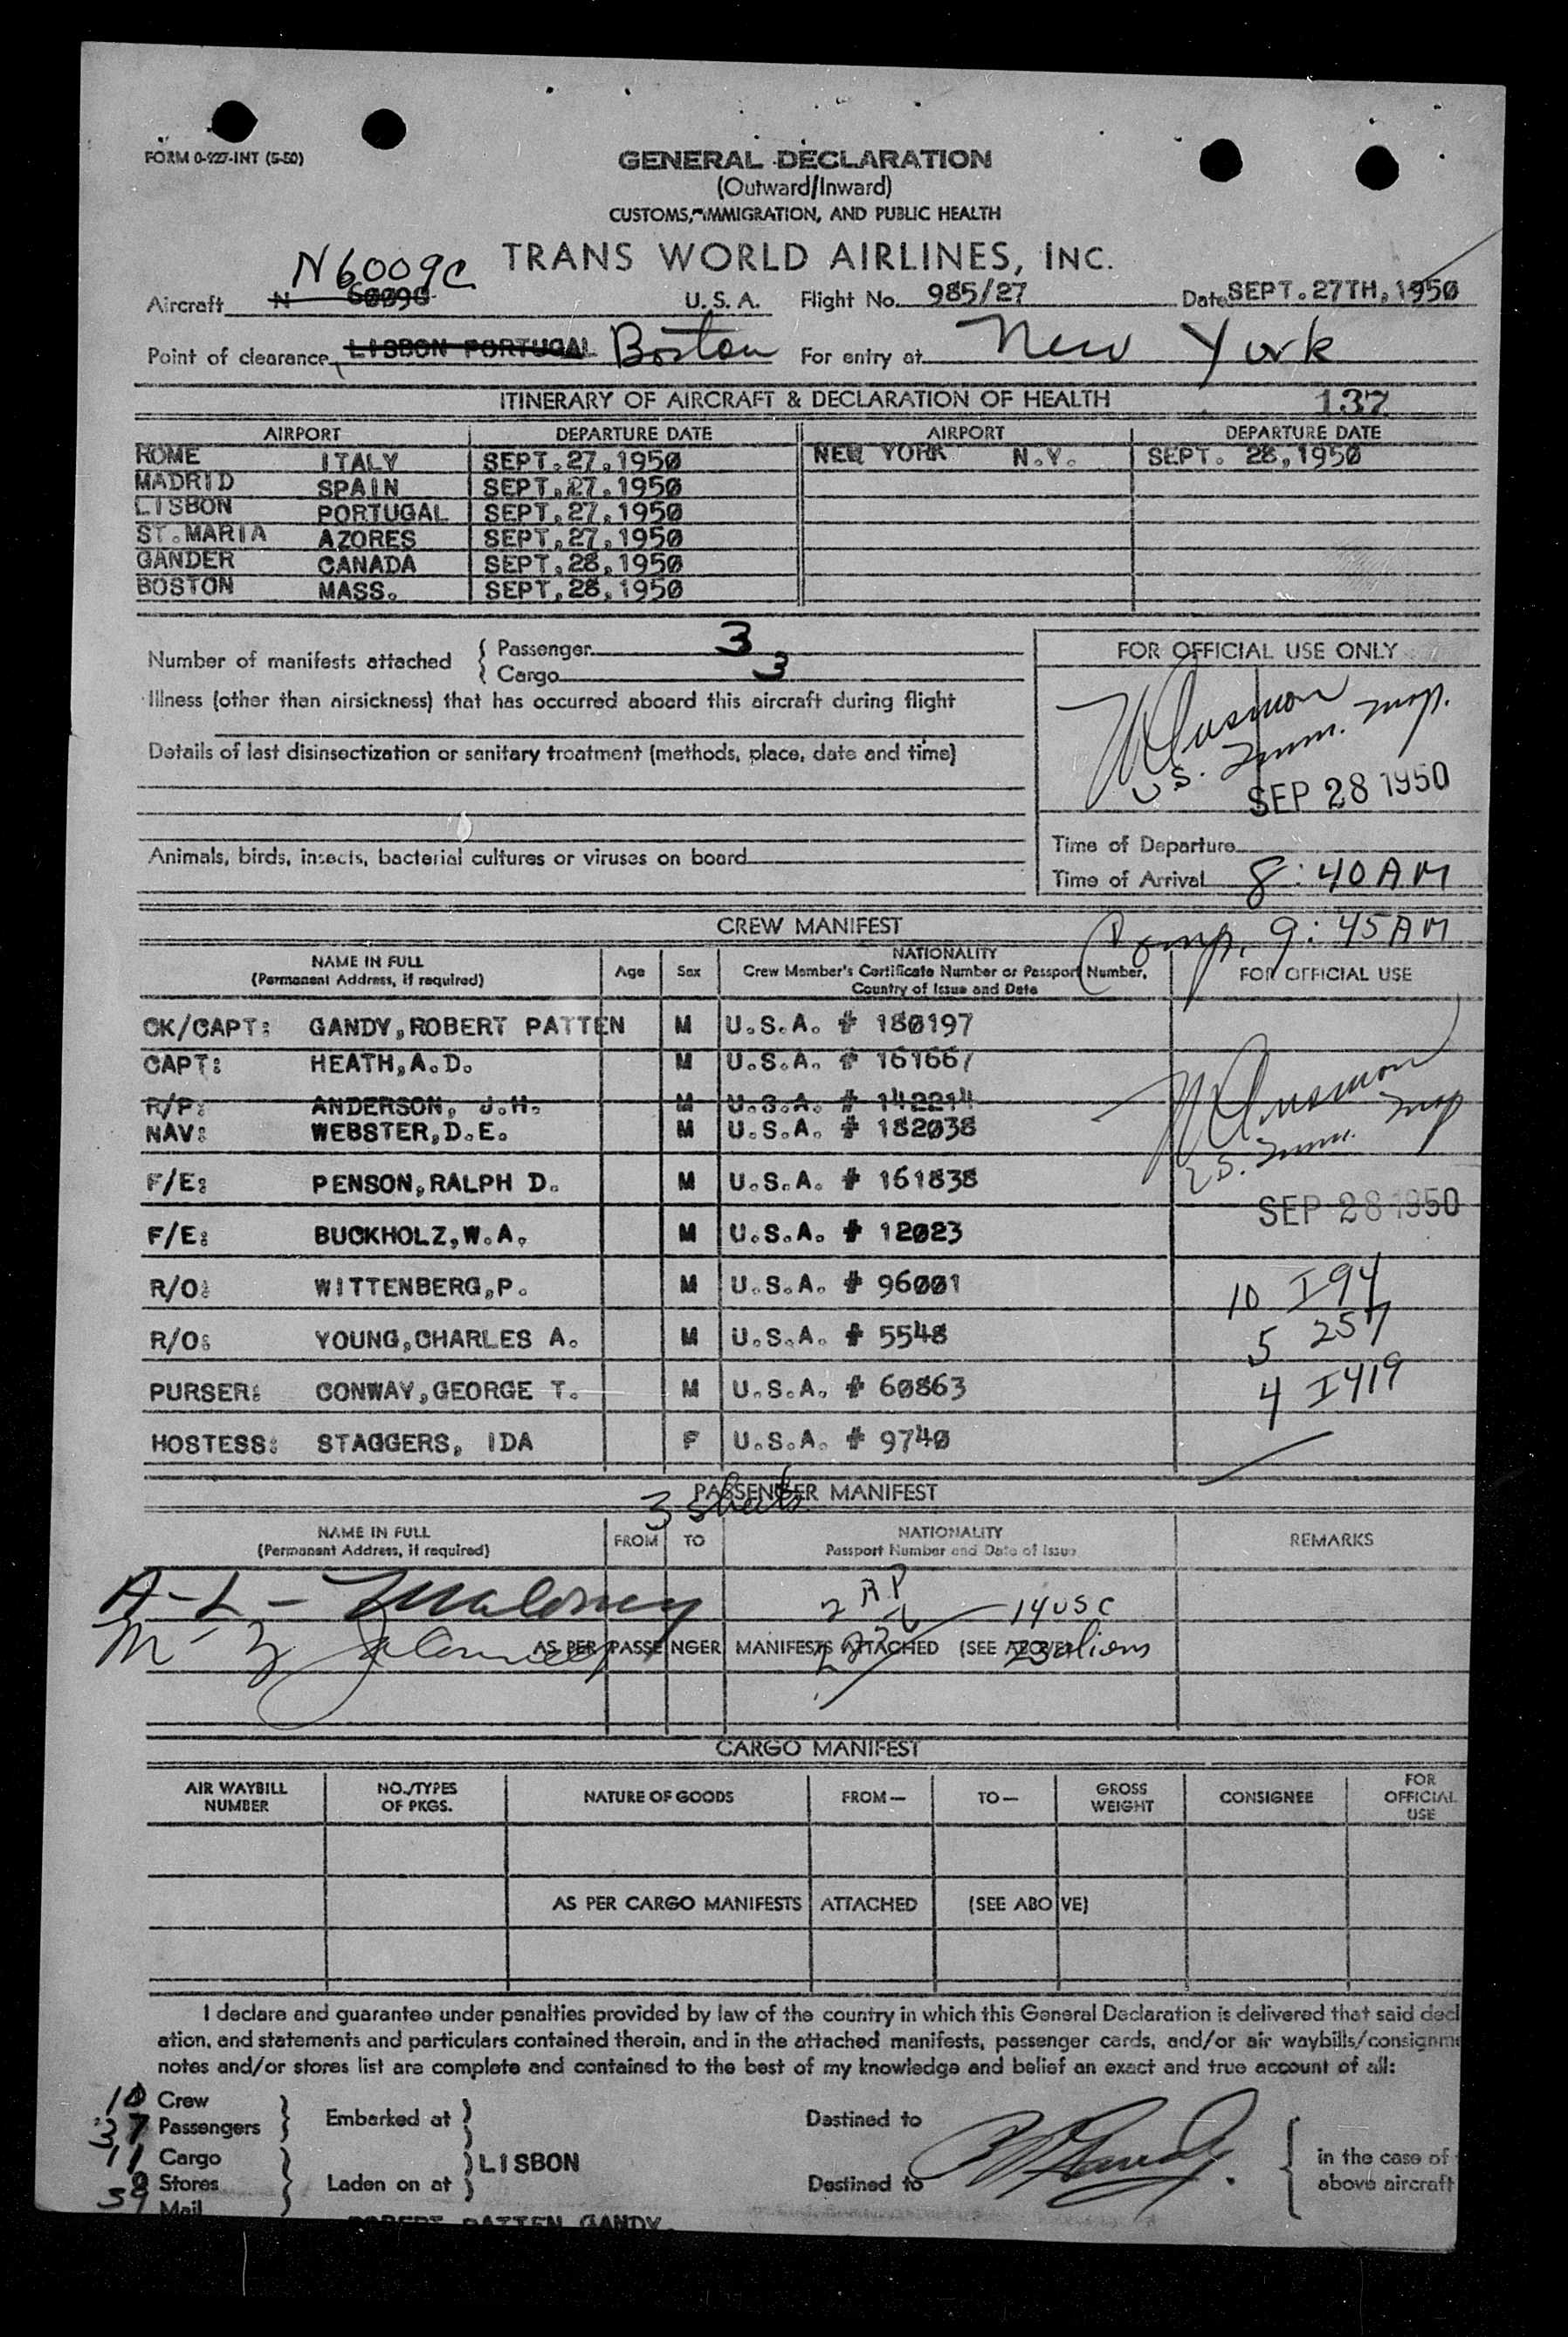 FORM 0-927-INT (5-50)
GENERAL DECLARATION
(Outward/Inward)
CUSTOMS, IMMIGRATION, AND PUBLIC HEALTH
TRANS WORLD AIRLINES, INC.
N6009C
Aircraft N 6009C U.S.A. Flight No. 985/27 Date SEPT.27TH,1950
Point of clearance, LISBON PORTUGAL Boston For entry at New York
ITINERARY OF AIRCRAFT & DECLARATION OF HEALTH 137
AIRPORT DEPARTURE DATE AIRPORT DEPARTURE DATE
ROME ITALY SEPT.27,1950 NEW YORK N.Y. SEPT. 28,1950
MADRID SPAIN SEPT.27,1950
LISBON PORTUGAL SEPT.27,1950
ST.MARIA AZORES SEPT.27,1950
GANDER CANADA SEPT.28,1950
BOSTON MASS. SEPT.28,1950
Number of manifests attached { Passenger 3
{ Cargo 3
FOR OFFICIAL USE ONLY
Illness (other than airsickness) that has occurred aboard this aircraft during flight
U.S. Imm. Insp.
Details of last disinsectization or sanitary treatment (methods, place, date and time)
SEP 28 1950
Animals, birds, insects, bacterial cultures or viruses on board
Time of Departure
Time of Arrival 8:40 AM
CREW MANIFEST Comp. 9:45 AM
NAME IN FULL
(Permanent Address, if required)
Age Sex
NATIONALITY
Crew Member's Certificate Number or Passport Number,
Country of Issue and Date
FOR OFFICIAL USE
CK/CAPT: GANDY,ROBERT PATTEN M U.S.A. # 180197
CAPT: HEATH,A.D. M U.S.A. # 161667
R/P: ANDERSON, J.H. M U.S.A. # 142214
NAV: WEBSTER,D.E. M U.S.A. # 182038
U.S. Imm. Insp
F/E: PENSON,RALPH D. M U.S.A. # 161838
SEP 28 1950
F/E: BUCKHOLZ,W.A. M U.S.A. # 12023
R/O: WITTENBERG,P. M U.S.A. # 96001 10 I94
R/O: YOUNG,CHARLES A. M U.S.A. # 5548 5 257
PURSER: CONWAY,GEORGE T. M U.S.A. # 60863 4 I419
HOSTESS: STAGGERS, IDA F U.S.A. # 9740
PASSENGER MANIFEST
3 sheets
NAME IN FULL
(Permanent Address, if required)
FROM TO
NATIONALITY
Passport Number and Date of Issue
REMARKS
A-L- Maloney 2 RP 14 USC
AS PER PASSENGER MANIFESTS ATTACHED (SEE ABOVE) 23 aliens
CARGO MANIFEST
AIR WAYBILL NUMBER NO./TYPES OF PKGS. NATURE OF GOODS FROM— TO— GROSS WEIGHT CONSIGNEE FOR OFFICIAL USE
AS PER CARGO MANIFESTS ATTACHED (SEE ABOVE)
I declare and guarantee under penalties provided by law of the country in which this General Declaration is delivered that said decl
ation, and statements and particulars contained therein, and in the attached manifests, passenger cards, and/or air waybills/consignme
notes and/or stores list are complete and contained to the best of my knowledge and belief an exact and true account of all:
10 Crew
37 Passengers } Embarked at } Destined to
11 Cargo } LISBON in the case of
8 Stores } Laden on at } Destined to above aircraft
59 Mail
ROBERT PATTEN GANDY.